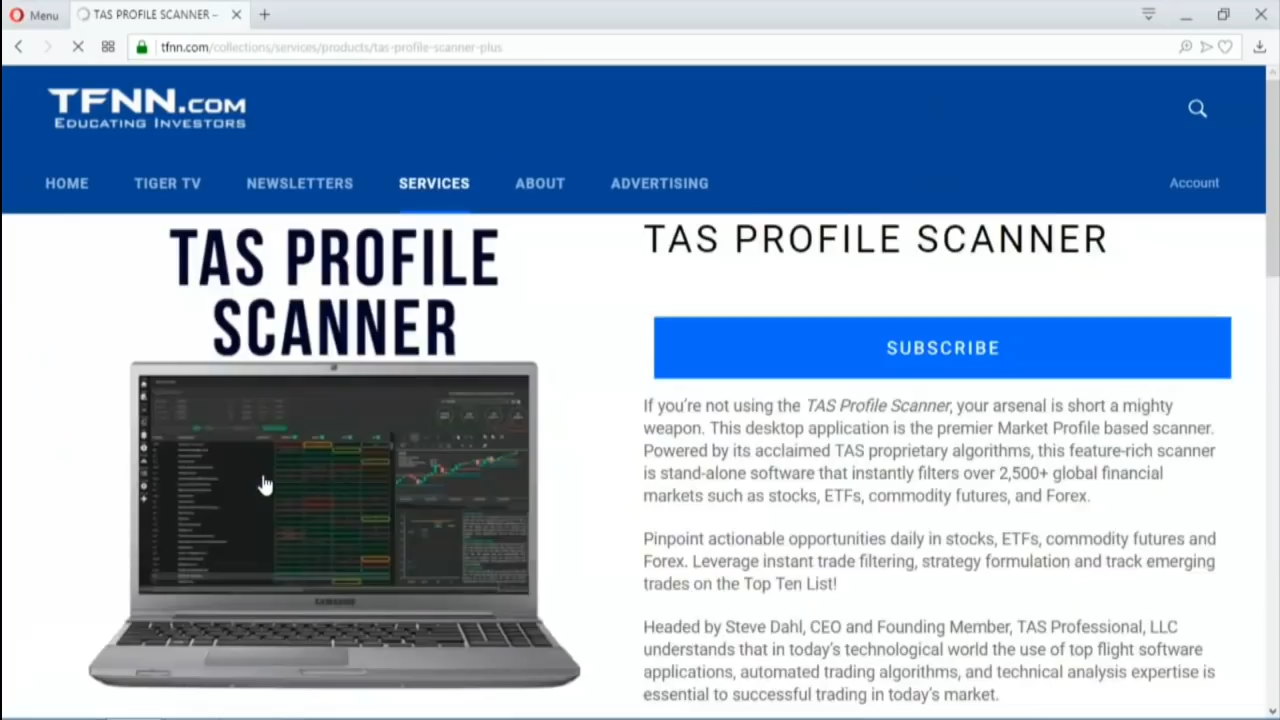 Menu
TAS PROFILE SCANNER –
tfnn.com/collections/services/products/tas-profile-scanner-plus
TFNN.COM
EDUCATING INVESTORS
HOME
TIGER TV
NEWSLETTERS
SERVICES
ABOUT
ADVERTISING
Account
TAS PROFILE
SCANNER
SAMSUNG
TAS PROFILE SCANNER
SUBSCRIBE
If you’re not using the TAS Profile Scanner, your arsenal is short a mighty
weapon. This desktop application is the premier Market Profile based scanner.
Powered by its acclaimed TAS proprietary algorithms, this feature-rich scanner
is stand-alone software that instantly filters over 2,500+ global financial
markets such as stocks, ETFs, commodity futures, and Forex.
Pinpoint actionable opportunities daily in stocks, ETFs, commodity futures and
Forex. Leverage instant trade filtering, strategy formulation and track emerging
trades on the Top Ten List!
Headed by Steve Dahl, CEO and Founding Member, TAS Professional, LLC
understands that in today’s technological world the use of top flight software
applications, automated trading algorithms, and technical analysis expertise is
essential to successful trading in today’s market.